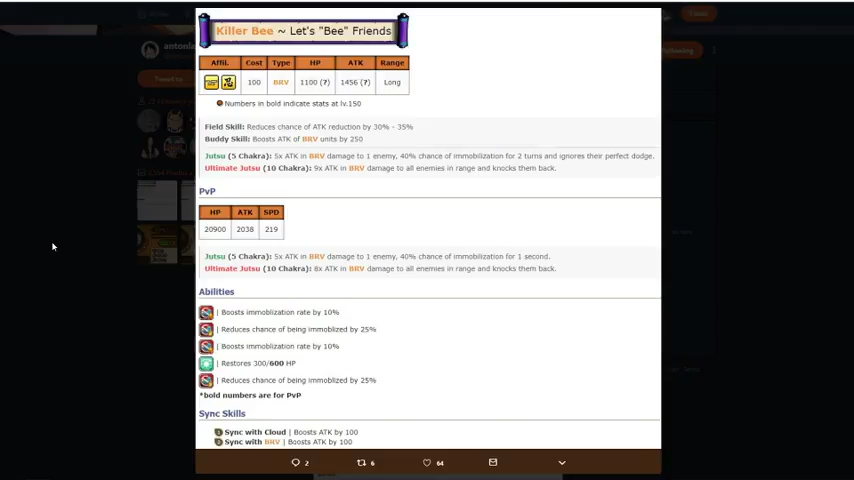 Killer Bee ~ Let's "Bee" Friends
Affil. Cost Type HP ATK Range
100 BRV 1100 (?) 1456 (?) Long
Numbers in bold indicate stats at lv.150
Field Skill: Reduces chance of ATK reduction by 30% - 35%
Buddy Skill: Boosts ATK of BRV units by 250
Jutsu (5 Chakra): 5x ATK in BRV damage to 1 enemy, 40% chance of immobilization for 2 turns and ignores their perfect dodge.
Ultimate Jutsu (10 Chakra): 9x ATK in BRV damage to all enemies in range and knocks them back.
PvP
HP ATK SPD
20900 2038 219
Jutsu (5 Chakra): 5x ATK in BRV damage to 1 enemy, 40% chance of immobilization for 1 second.
Ultimate Jutsu (10 Chakra): 8x ATK in BRV damage to all enemies in range and knocks them back.
Abilities
| Boosts immoblization rate by 10%
| Reduces chance of being immoblized by 25%
| Boosts immoblization rate by 10%
| Restores 300/600 HP
| Reduces chance of being immoblized by 25%
*bold numbers are for PvP
Sync Skills
Sync with Cloud | Boosts ATK by 100
Sync with BRV | Boosts ATK by 100
2 6 64
antonla
Tweet to
Following